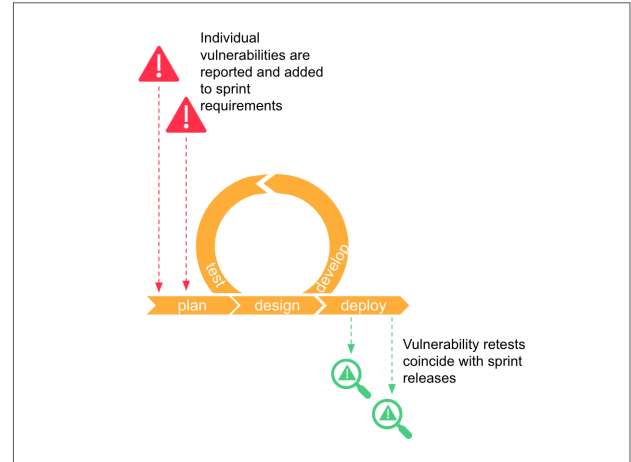 Individual
vulnerabilities are
reported and added
to sprint
requirements
test
develop
plan
design
deploy
Vulnerability retests
coincide with sprint
releases